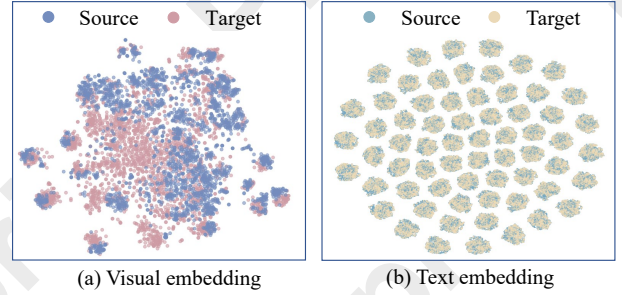 Source Target
Source Target
(a) Visual embedding
(b) Text embedding